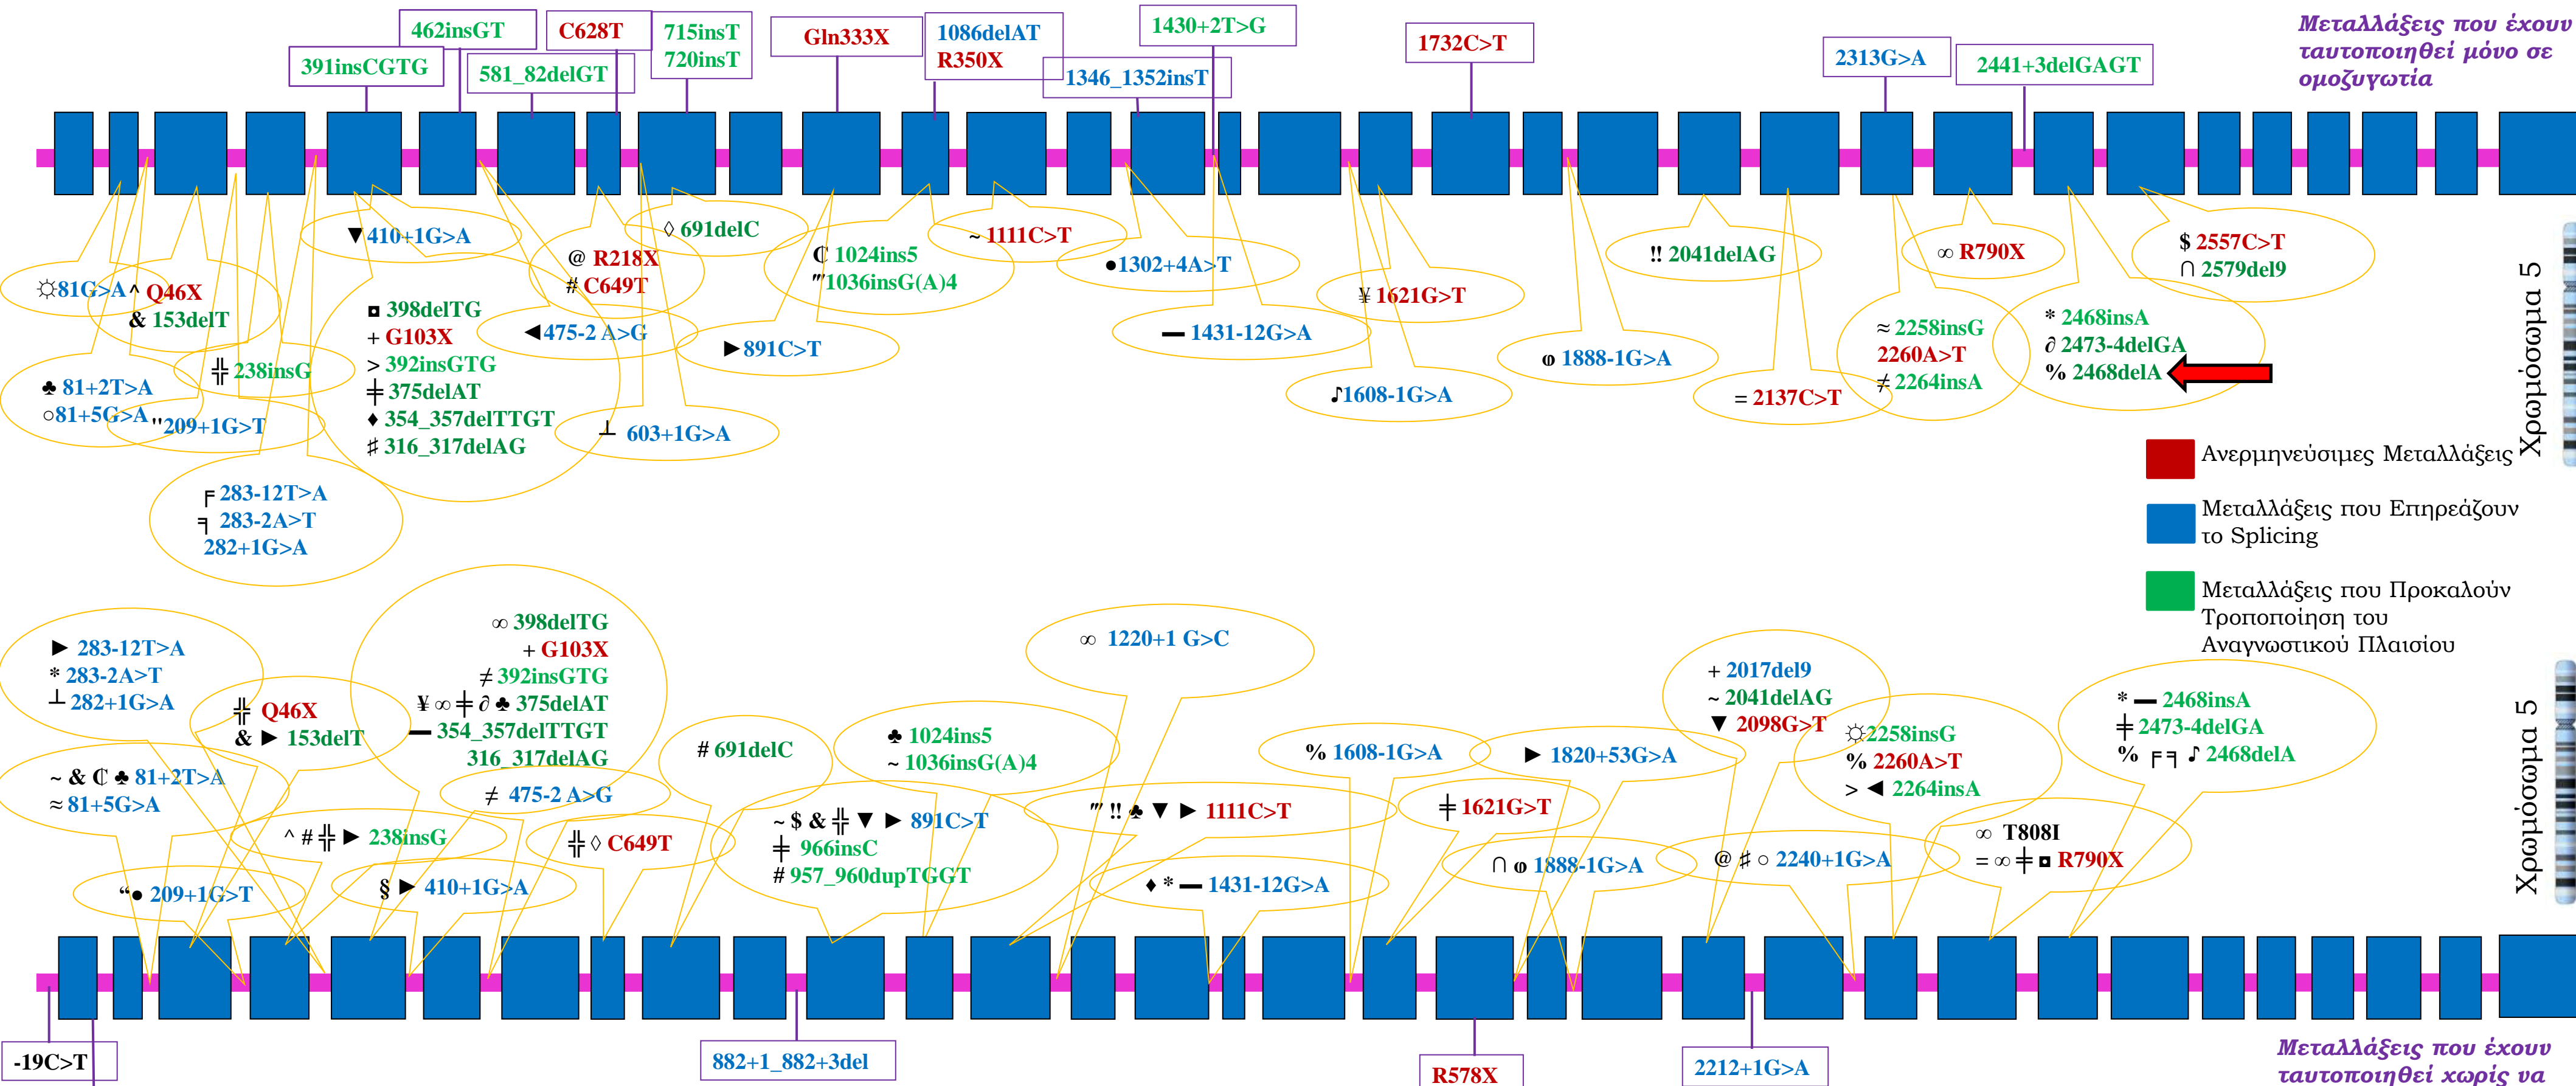 462insGT
C628T
715insT
720insT
Gln333X
1086delAT
R350X
1430+2T>G
1732C>T
2313G>A
2441+3delGAGT
391insCGTG
581_82delGT
1346_1352insT
Μεταλλάξεις που έχουν
ταυτοποιηθεί μόνο σε
ομοζυγωτία
☼81G>A
^ Q46X
& 153delT
♣ 81+2T>A
○81+5G>A
"209+1G>T
╬ 238insG
╒ 283-12T>A
╕ 283-2A>T
282+1G>A
▼ 410+1G>A
◘ 398delTG
+ G103X
> 392insGTG
╪ 375delAT
♦ 354_357delTTGT
♯ 316_317delAG
◄475-2 A>G
@ R218X
# C649T
┴ 603+1G>A
◊ 691delC
►891C>T
₵ 1024ins5
‴1036insG(A)4
~ 1111C>T
●1302+4A>T
▬ 1431-12G>A
♪1608-1G>A
¥ 1621G>T
φ 1888-1G>A
!! 2041delAG
= 2137C>T
≈ 2258insG
2260A>T
≠ 2264insA
∞ R790X
* 2468insA
∂ 2473-4delGA
% 2468delA
$ 2557C>T
∩ 2579del9
Χρωμόσωμα 5
Ανερμηνεύσιμες Μεταλλάξεις
Μεταλλάξεις που Επηρεάζουν
το Splicing
Μεταλλάξεις που Προκαλούν
Τροποποίηση του
Αναγνωστικού Πλαισίου
► 283-12T>A
* 283-2A>T
┴ 282+1G>A
╬ Q46X
& ► 153delT
~ & ₵ ♣ 81+2T>A
≈ 81+5G>A
^ # ╬ ► 238insG
“● 209+1G>T
∞ 398delTG
+ G103X
≠ 392insGTG
¥ ∞ ╪ ∂ ♣ 375delAT
▬ 354_357delTTGT
316_317delAG
≠ 475-2 A>G
§ ► 410+1G>A
╬ ◊ C649T
# 691delC
♣ 1024ins5
~ 1036insG(A)4
~ $ & ╬ ▼ ► 891C>T
╪ 966insC
# 957_960dupTGGT
∞ 1220+1 G>C
‴ !! ♣ ▼ ► 1111C>T
♦ * ▬ 1431-12G>A
% 1608-1G>A
╪ 1621G>T
► 1820+53G>A
∩ φ 1888-1G>A
+ 2017del9
~ 2041delAG
▼ 2098G>T
@ ♯ ○ 2240+1G>A
☼2258insG
% 2260A>T
> ◄ 2264insA
∞ T808I
= ∞ ╪ ◘ R790X
* ▬ 2468insA
╪ 2473-4delGA
% ╒ ╕ ♪ 2468delA
Χρωμόσωμα 5
-19C>T
882+1_882+3del
R578X
2212+1G>A
Μεταλλάξεις που έχουν
ταυτοποιηθεί χωρίς να